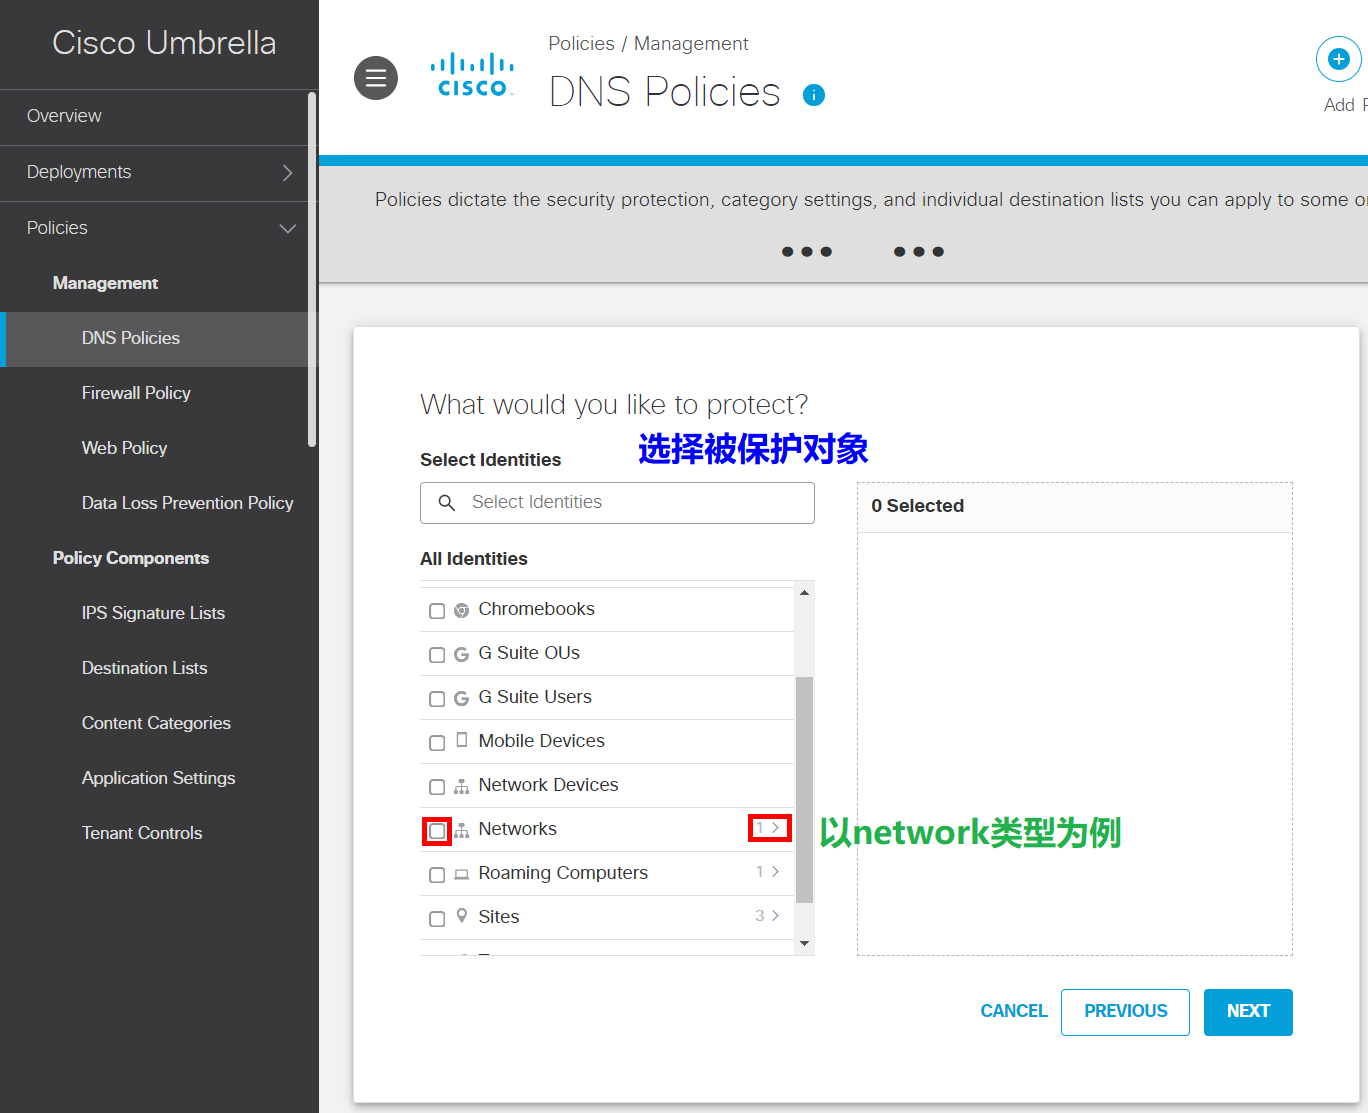 Cisco Umbrella
Overview
Deployments
Policies
Management
DNS Policies
Firewall Policy
Web Policy
Data Loss Prevention Policy
Policy Components
IPS Signature Lists
Destination Lists
Content Categories
Application Settings
Tenant Controls
CISCO
Policies / Management
DNS Policies
Add
Policies dictate the security protection, category settings, and individual destination lists you can apply to some or
What would you like to protect?
选择被保护对象
Select Identities
Select Identities
0 Selected
All Identities
Chromebooks
G Suite OUs
G Suite Users
Mobile Devices
Network Devices
Networks 1
以network类型为例
Roaming Computers 1
Sites 3
CANCEL PREVIOUS NEXT